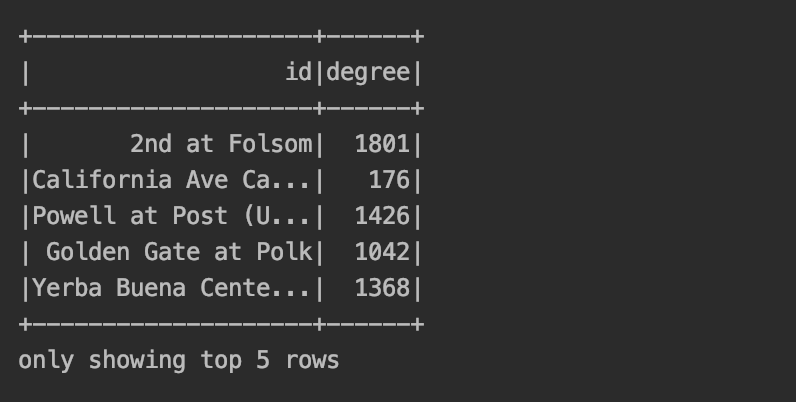 +--------------------+------+
|                  id|degree|
+--------------------+------+
|       2nd at Folsom|  1801|
|California Ave Ca...|   176|
|Powell at Post (U...|  1426|
| Golden Gate at Polk|  1042|
|Yerba Buena Cente...|  1368|
+--------------------+------+
only showing top 5 rows